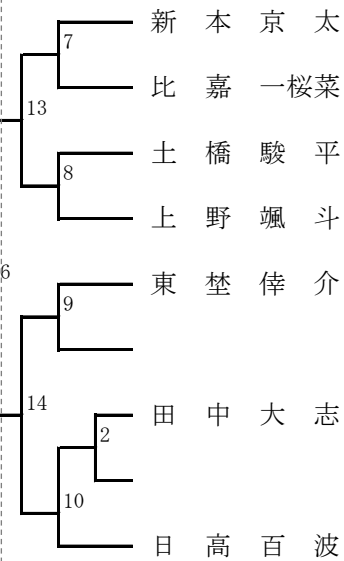 新 本 京 太
7
比 嘉 一桜菜
13
土 橋 駿 平
8
上 野 颯 斗
6
東 埜 倖 介
9
14
田 中 大 志
2
10
日 高 百 波